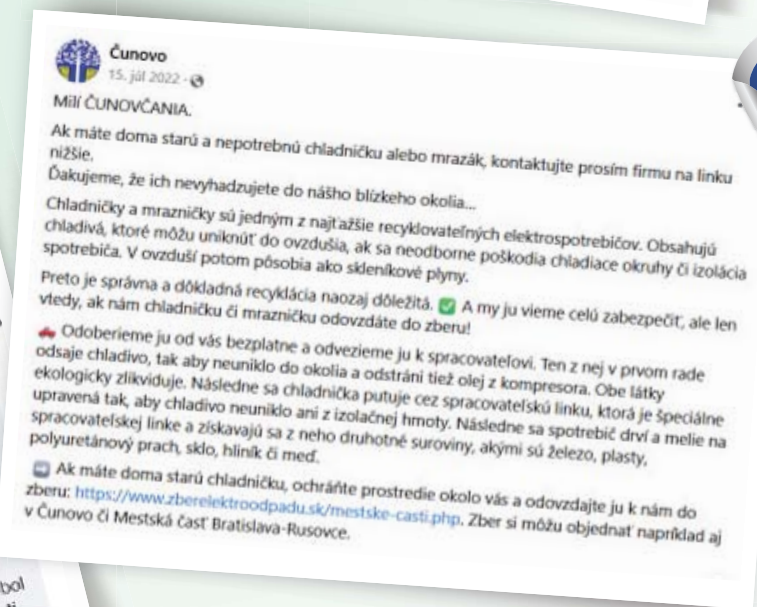 Čunovo
15. júl 2022 ·
Milí ČUNOVČANIA.
Ak máte doma starú a nepotrebnú chladničku alebo mrazák, kontaktujte prosím firmu na linku
nižšie.
Ďakujeme, že ich nevyhadzujete do nášho blízkeho okolia...
Chladničky a mrazničky sú jedným z najťažšie recyklovateľných elektrospotrebičov. Obsahujú
chladivá, ktoré môžu uniknúť do ovzdušia, ak sa neodborne poškodia chladiace okruhy či izolácia
spotrebiča. V ovzduší potom pôsobia ako skleníkové plyny.
Preto je správna a dôkladná recyklácia naozaj dôležitá. ✅ A my ju vieme celú zabezpečiť, ale len
vtedy, ak nám chladničku či mrazničku odovzdáte do zberu!
🚗 Odoberieme ju od vás bezplatne a odvezieme ju k spracovateľovi. Ten z nej v prvom rade
odsaje chladivo, tak aby neuniklo do okolia a odstráni tiež olej z kompresora. Obe látky
ekologicky zlikviduje. Následne sa chladnička putuje cez spracovateľskú linku, ktorá je špeciálne
upravená tak, aby chladivo neuniklo ani z izolačnej hmoty. Následne sa spotrebič drví a melie na
spracovateľskej linke a získavajú sa z neho druhotné suroviny, akými sú železo, plasty,
polyuretánový prach, sklo, hliník či meď.
➡️ Ak máte doma starú chladničku, ochráňte prostredie okolo vás a odovzdajte ju k nám do
zberu: https://www.zberelektroodpadu.sk/mestske-casti.php. Zber si môžu objednať napríklad aj
v Čunovo či Mestská časť Bratislava-Rusovce.
bol